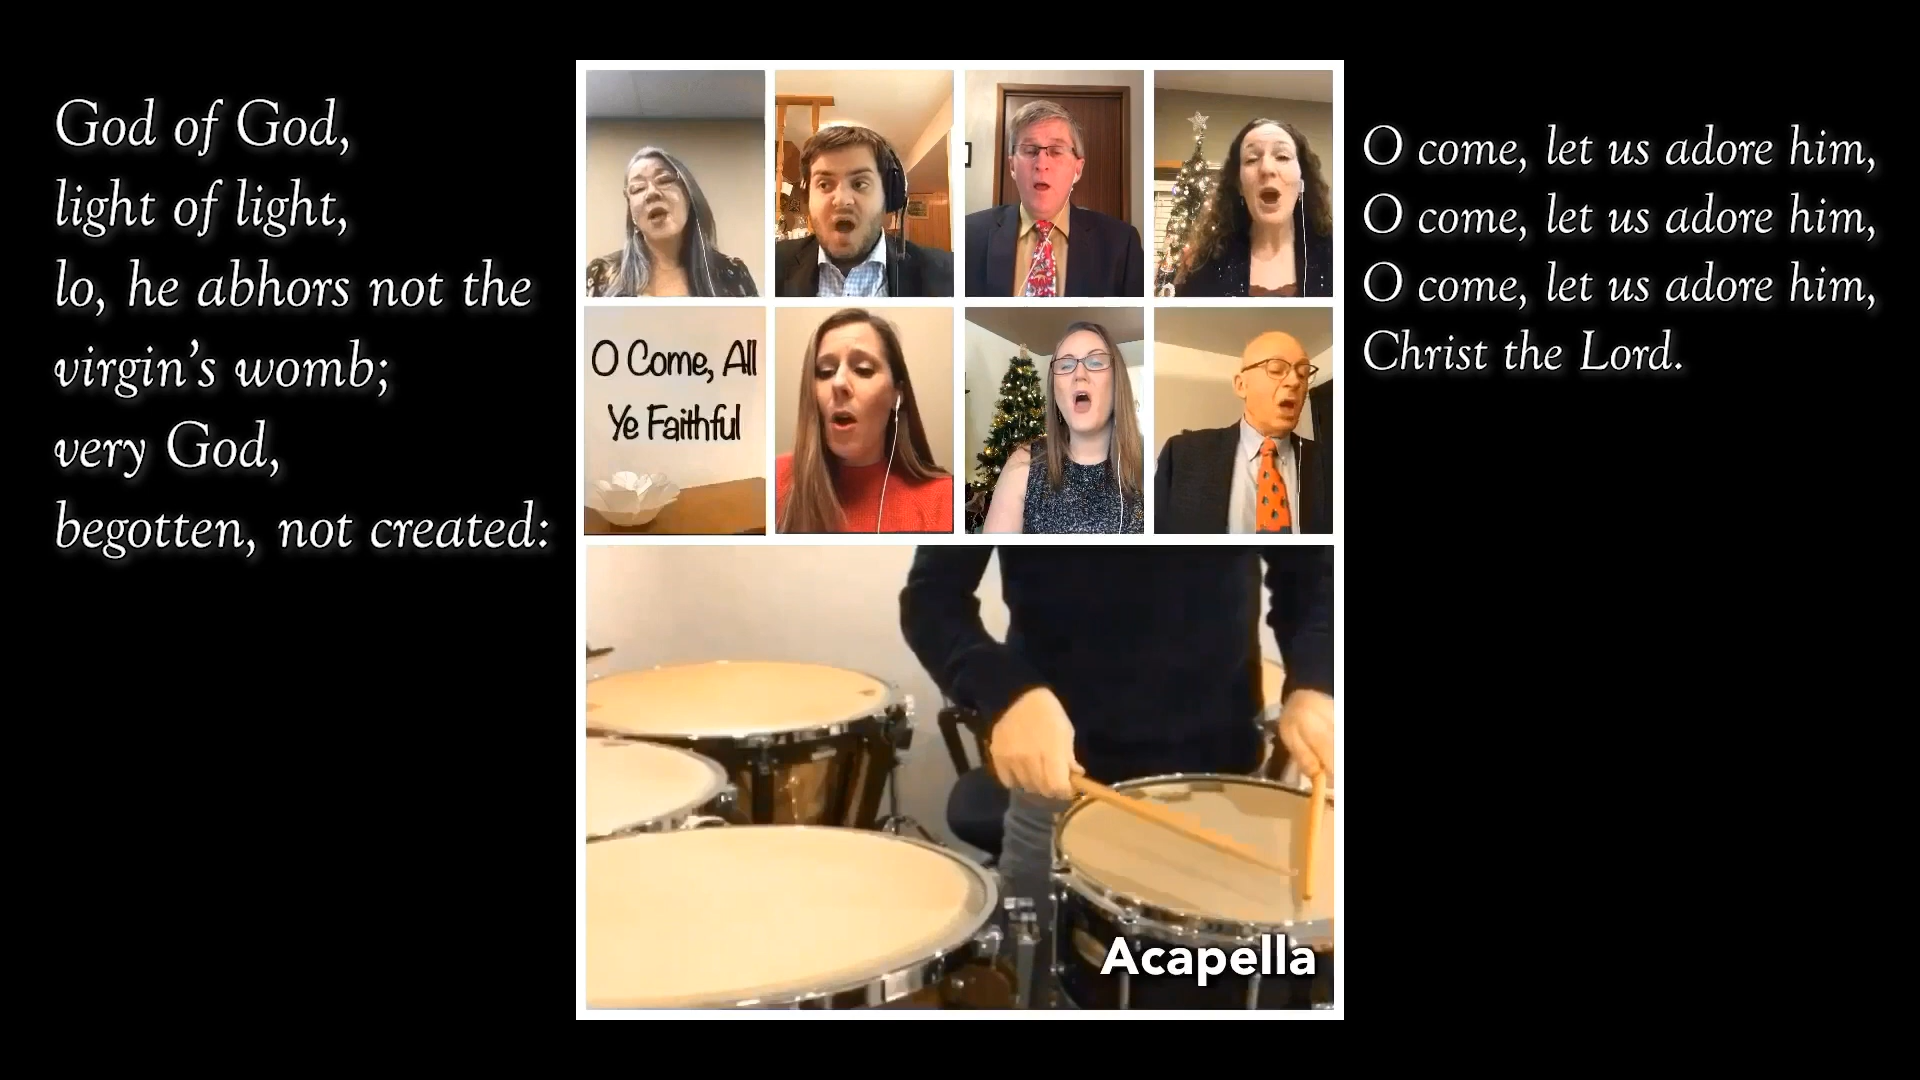 God of God,
light of light,
lo, he abhors not the
virgin’s womb;
very God,
begotten, not created:
O Come, All
Ye Faithful
Acapella
O come, let us adore him,
O come, let us adore him,
O come, let us adore him,
Christ the Lord.